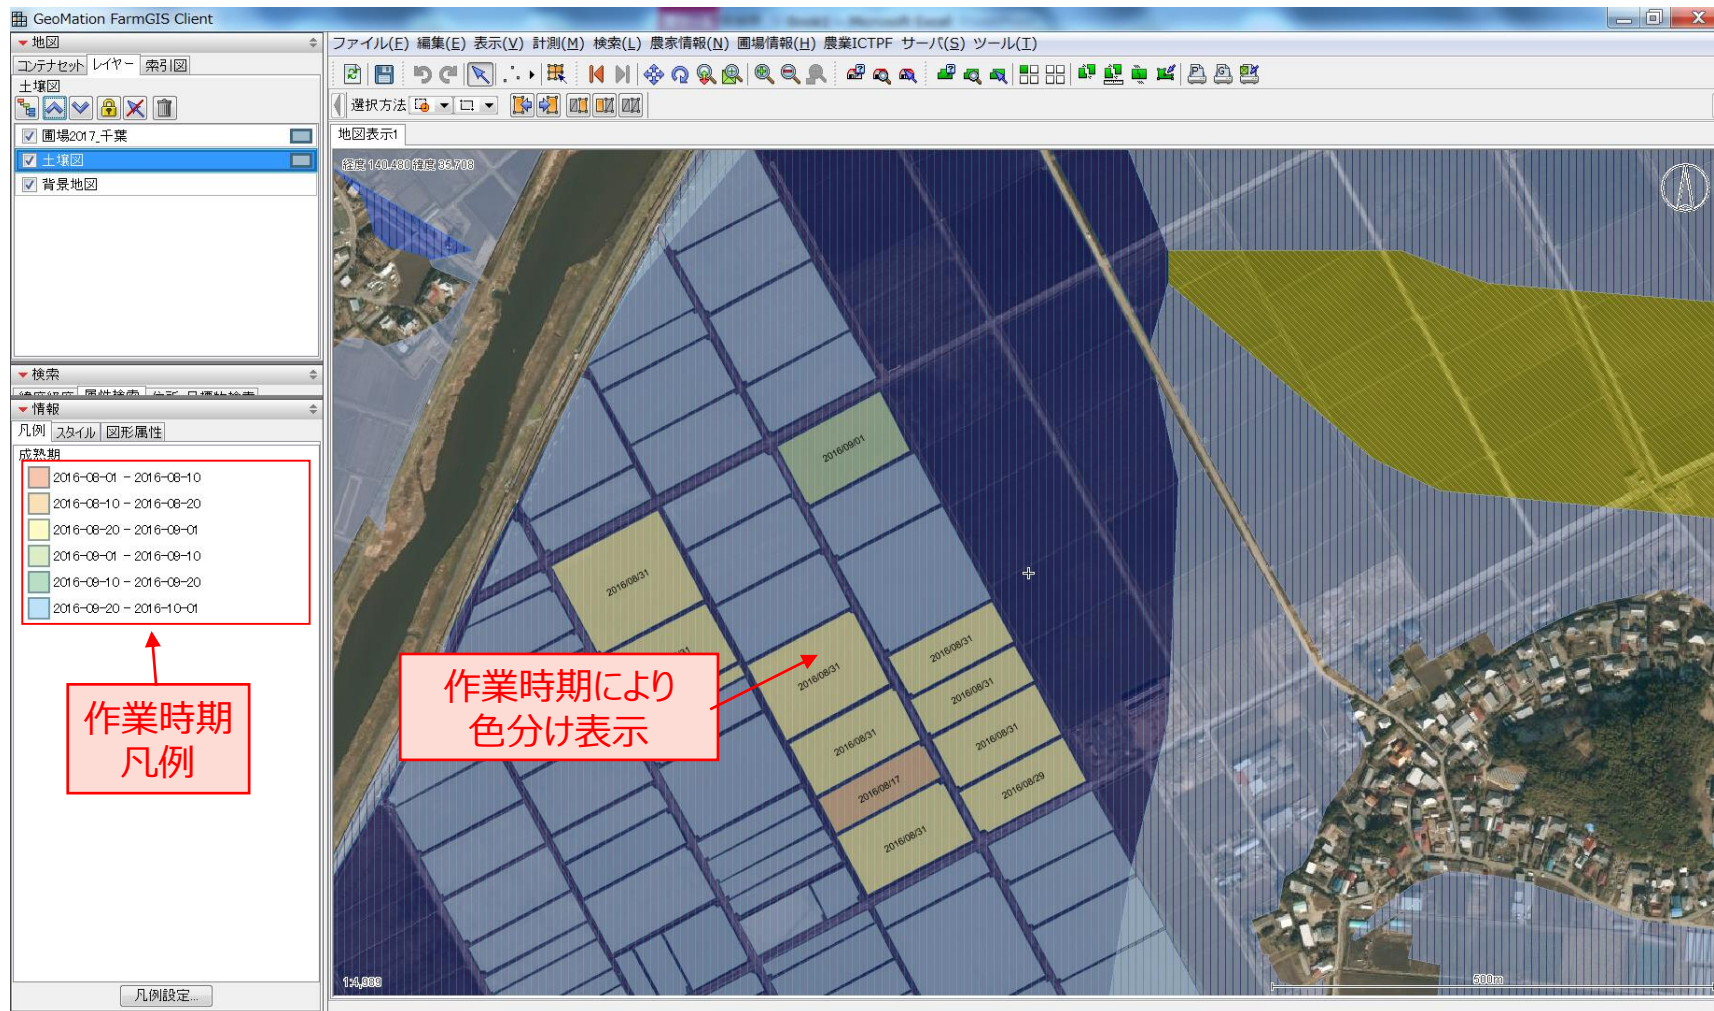 GeoMation FarmGIS Client
地図
コンテナセット レイヤー 索引図
土壌図
圃場2017_千葉
土壌図
背景地図
検索
情報
凡例 スタイル 図形属性
成熟期
2016-08-01 - 2016-08-10
2016-08-10 - 2016-08-20
2016-08-20 - 2016-09-01
2016-09-01 - 2016-09-10
2016-09-10 - 2016-09-20
2016-09-20 - 2016-10-01
作業時期
凡例
凡例設定...
ファイル(F) 編集(E) 表示(V) 計測(M) 検索(L) 農家情報(N) 圃場情報(H) 農業ICTPF サーバ(S) ツール(T)
選択方法
地図表示1
経度 140.480 緯度 35.708
2016/09/01
2016/08/31
2016/08/31
2016/08/31
作業時期により
色分け表示
2016/08/31
2016/08/31
2016/08/31
2016/08/17
2016/08/29
2016/08/31
1:4,999
500m